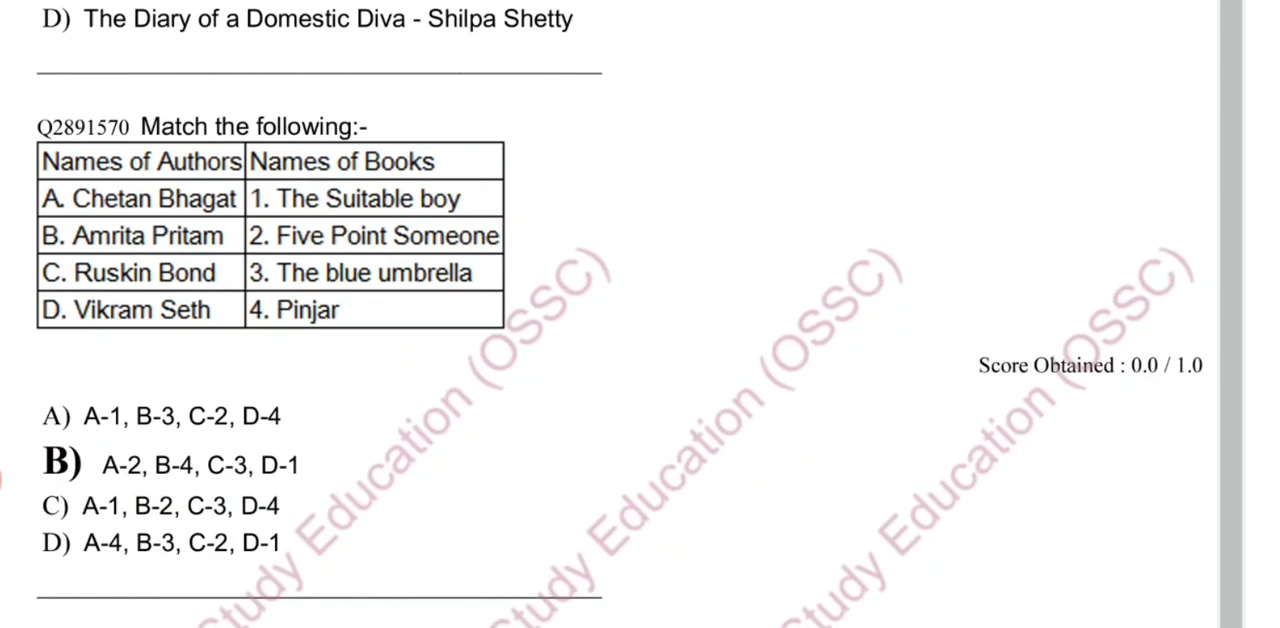 D) The Diary of a Domestic Diva - Shilpa Shetty
Q2891570 Match the following:-
Names of Authors Names of Books
A. Chetan Bhagat 1. The Suitable boy
B. Amrita Pritam 2. Five Point Someone
C. Ruskin Bond 3. The blue umbrella
D. Vikram Seth 4. Pinjar
Score Obtained : 0.0 / 1.0
A) A-1, B-3, C-2, D-4
B) A-2, B-4, C-3, D-1
C) A-1, B-2, C-3, D-4
D) A-4, B-3, C-2, D-1
Study Education (OSSC)
Study Education (OSSC)
Study Education (OSSC)